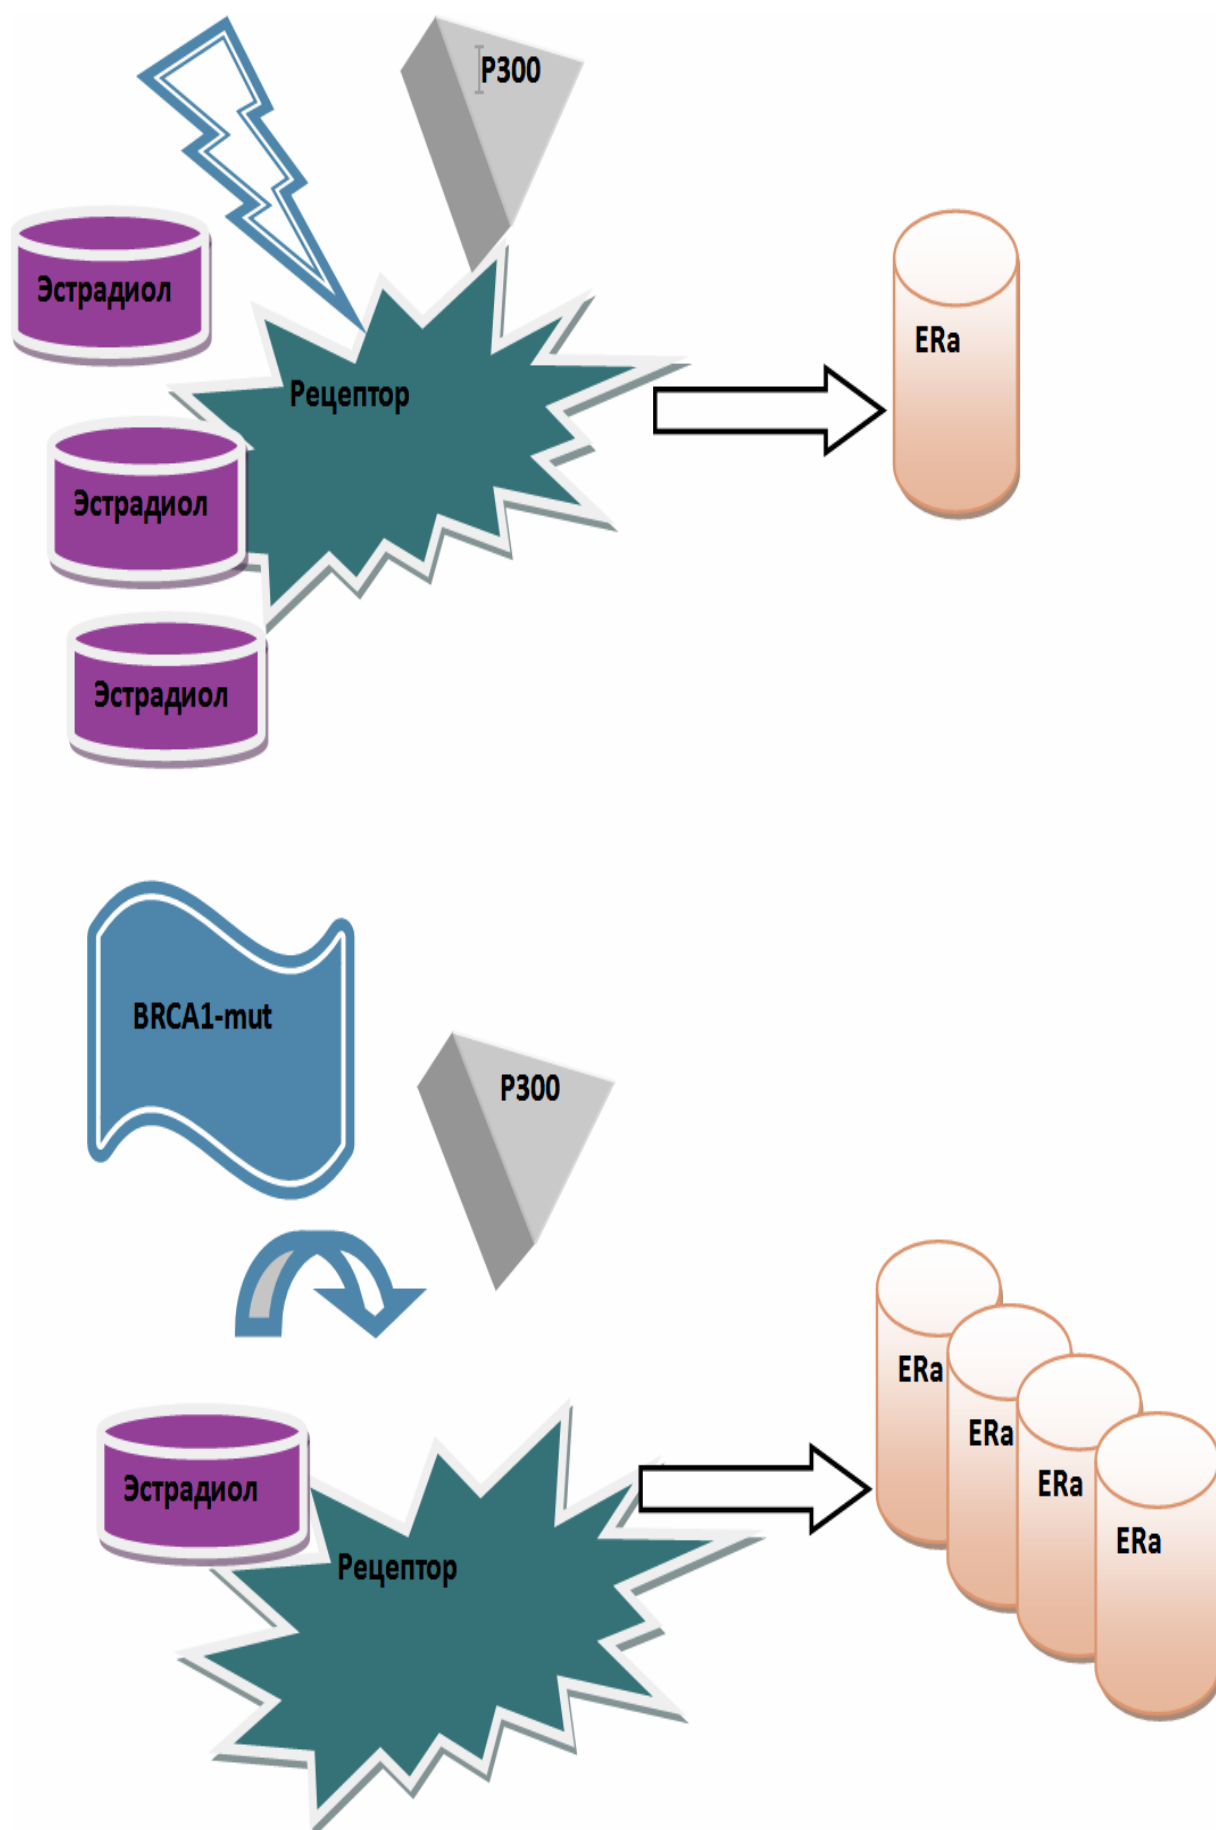 P300
Эстрадиол
ERa
Рецептор
Эстрадиол
Эстрадиол
BRCA1-mut
P300
ERa
ERa
ERa
Эстрадиол
ERa
Рецептор